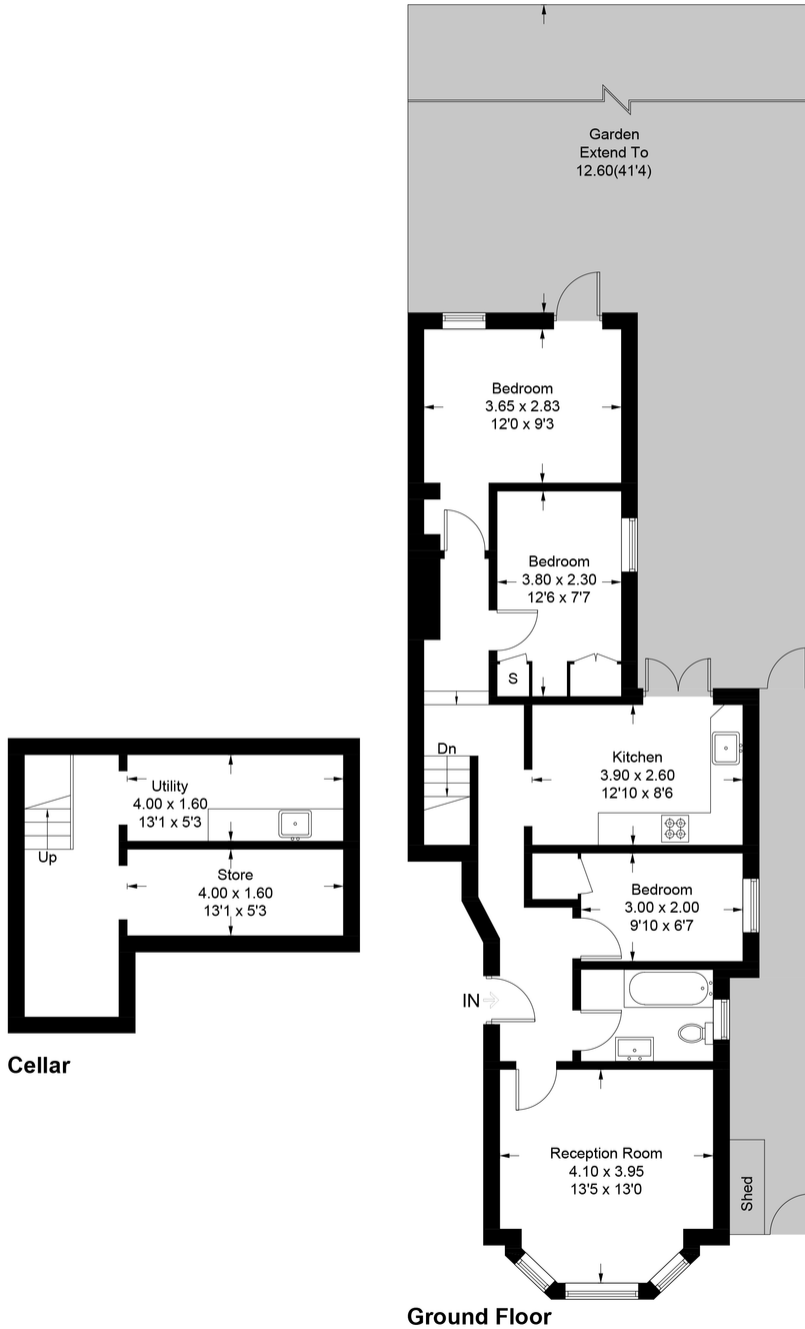 Garden
Extend To
12.60(41'4)
Bedroom
3.65 x 2.83
12'0 x 9'3
Bedroom
3.80 x 2.30
12'6 x 7'7
S
Dn
Kitchen
3.90 x 2.60
12'10 x 8'6
Utility
4.00 x 1.60
13'1 x 5'3
Up
Store
4.00 x 1.60
13'1 x 5'3
Bedroom
3.00 x 2.00
9'10 x 6'7
IN
Cellar
Reception Room
4.10 x 3.95
13'5 x 13'0
Shed
Ground Floor